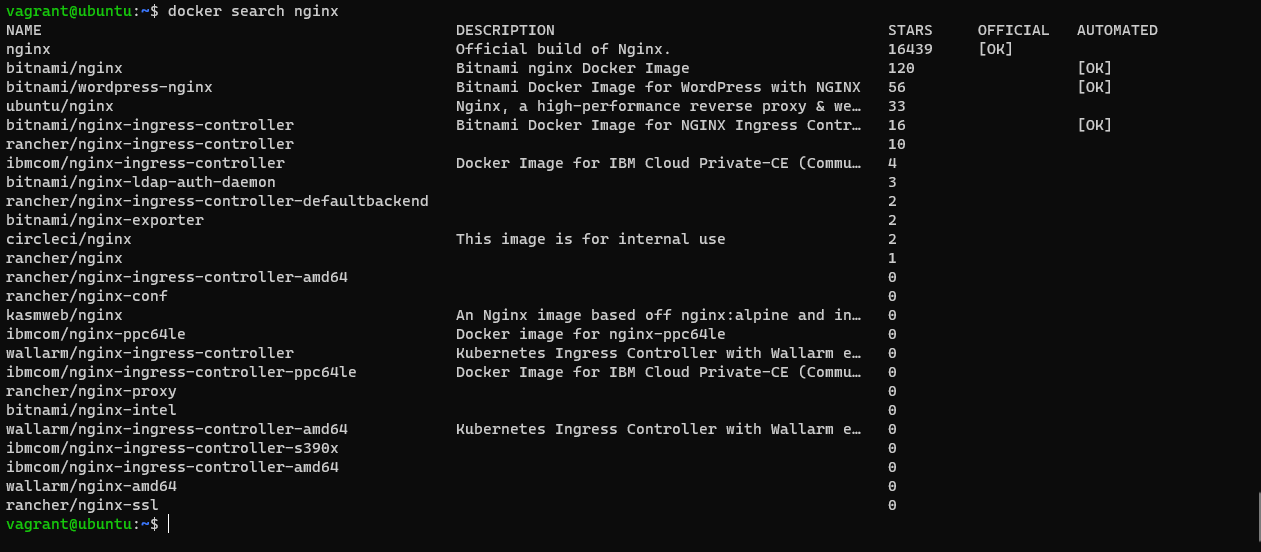 vagrant@ubuntu:~$ docker search nginx
NAME DESCRIPTION STARS OFFICIAL AUTOMATED
nginx Official build of Nginx. 16439 [OK]
bitnami/nginx Bitnami nginx Docker Image 120 [OK]
bitnami/wordpress-nginx Bitnami Docker Image for WordPress with NGINX 56 [OK]
ubuntu/nginx Nginx, a high-performance reverse proxy & we… 33
bitnami/nginx-ingress-controller Bitnami Docker Image for NGINX Ingress Contr… 16 [OK]
rancher/nginx-ingress-controller 10
ibmcom/nginx-ingress-controller Docker Image for IBM Cloud Private-CE (Commu… 4
bitnami/nginx-ldap-auth-daemon 3
rancher/nginx-ingress-controller-defaultbackend 2
bitnami/nginx-exporter 2
circleci/nginx This image is for internal use 2
rancher/nginx 1
rancher/nginx-ingress-controller-amd64 0
rancher/nginx-conf 0
kasmweb/nginx An Nginx image based off nginx:alpine and in… 0
ibmcom/nginx-ppc64le Docker image for nginx-ppc64le 0
wallarm/nginx-ingress-controller Kubernetes Ingress Controller with Wallarm e… 0
ibmcom/nginx-ingress-controller-ppc64le Docker Image for IBM Cloud Private-CE (Commu… 0
rancher/nginx-proxy 0
bitnami/nginx-intel 0
wallarm/nginx-ingress-controller-amd64 Kubernetes Ingress Controller with Wallarm e… 0
ibmcom/nginx-ingress-controller-s390x 0
ibmcom/nginx-ingress-controller-amd64 0
wallarm/nginx-amd64 0
rancher/nginx-ssl 0
vagrant@ubuntu:~$